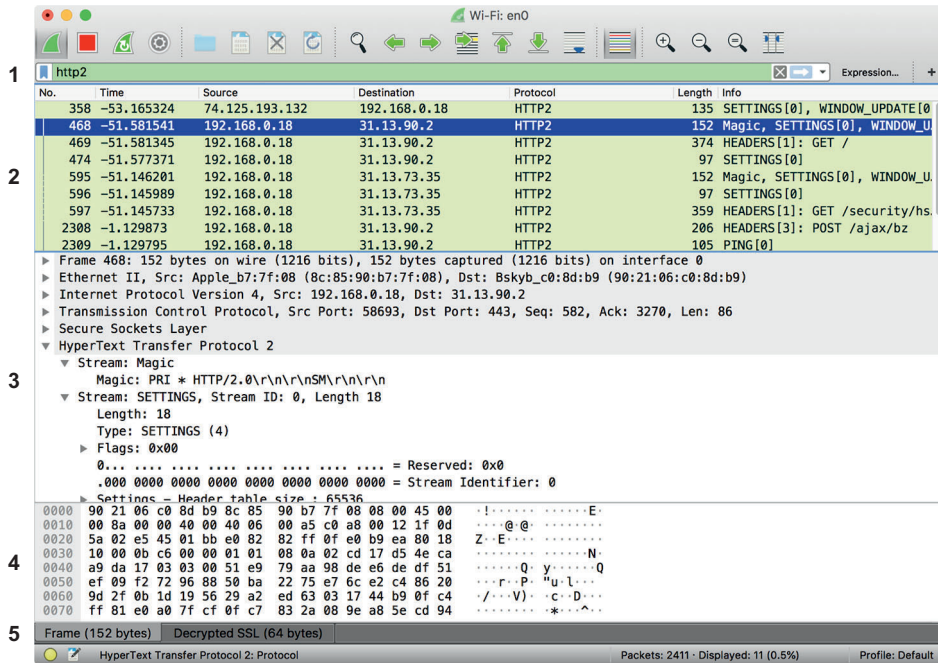 Wi-Fi: en0
1
http2
Expression...
+
No. Time Source Destination Protocol Length Info
358 -53.165324 74.125.193.132 192.168.0.18 HTTP2 135 SETTINGS[0], WINDOW_UPDATE[0
468 -51.581541 192.168.0.18 31.13.90.2 HTTP2 152 Magic, SETTINGS[0], WINDOW_U
469 -51.581345 192.168.0.18 31.13.90.2 HTTP2 374 HEADERS[1]: GET /
474 -51.577371 192.168.0.18 31.13.90.2 HTTP2 97 SETTINGS[0]
2
595 -51.146201 192.168.0.18 31.13.73.35 HTTP2 152 Magic, SETTINGS[0], WINDOW_U
596 -51.145989 192.168.0.18 31.13.73.35 HTTP2 97 SETTINGS[0]
597 -51.145733 192.168.0.18 31.13.73.35 HTTP2 359 HEADERS[1]: GET /security/hs
2308 -1.129873 192.168.0.18 31.13.90.2 HTTP2 206 HEADERS[3]: POST /ajax/bz
2309 -1.129795 192.168.0.18 31.13.90.2 HTTP2 105 PING[0]
Frame 468: 152 bytes on wire (1216 bits), 152 bytes captured (1216 bits) on interface 0
Ethernet II, Src: Apple_b7:7f:08 (8c:85:90:b7:7f:08), Dst: Bskyb_c0:8d:b9 (90:21:06:c0:8d:b9)
Internet Protocol Version 4, Src: 192.168.0.18, Dst: 31.13.90.2
Transmission Control Protocol, Src Port: 58693, Dst Port: 443, Seq: 582, Ack: 3270, Len: 86
Secure Sockets Layer
HyperText Transfer Protocol 2
Stream: Magic
3
Magic: PRI * HTTP/2.0\r\n\r\nSM\r\n\r\n
Stream: SETTINGS, Stream ID: 0, Length 18
Length: 18
Type: SETTINGS (4)
Flags: 0x00
0... .... .... .... .... .... .... .... = Reserved: 0x0
.000 0000 0000 0000 0000 0000 0000 0000 = Stream Identifier: 0
Settings - Header table size : 65536
0000 90 21 06 c0 8d b9 8c 85 90 b7 7f 08 08 00 45 00 ·!······ ······E·
0010 00 8a 00 00 40 00 40 06 00 a5 c0 a8 00 12 1f 0d ····@·@· ········
0020 5a 02 e5 45 01 bb e0 82 82 ff 0f e0 b9 ea 80 18 Z··E···· ········
0030 10 00 0b c6 00 00 01 01 08 0a 02 cd 17 d5 4e ca ········ ······N·
4
0040 a9 da 17 03 03 00 51 e9 79 aa 98 de e6 de df 51 ······Q· y······Q
0050 ef 09 f2 72 96 88 50 ba 22 75 e7 6c e2 c4 86 20 ···r··P· "u·l···
0060 9d 2f 0b 1d 19 56 29 a2 ed 63 03 17 44 b9 0f c4 ·/···V)· ·c··D···
0070 ff 81 e0 a0 7f cf 0f c7 83 2a 08 9e a8 5e cd 94 ········ ·*···^··
5
Frame (152 bytes) Decrypted SSL (64 bytes)
HyperText Transfer Protocol 2: Protocol Packets: 2411 · Displayed: 11 (0.5%) Profile: Default